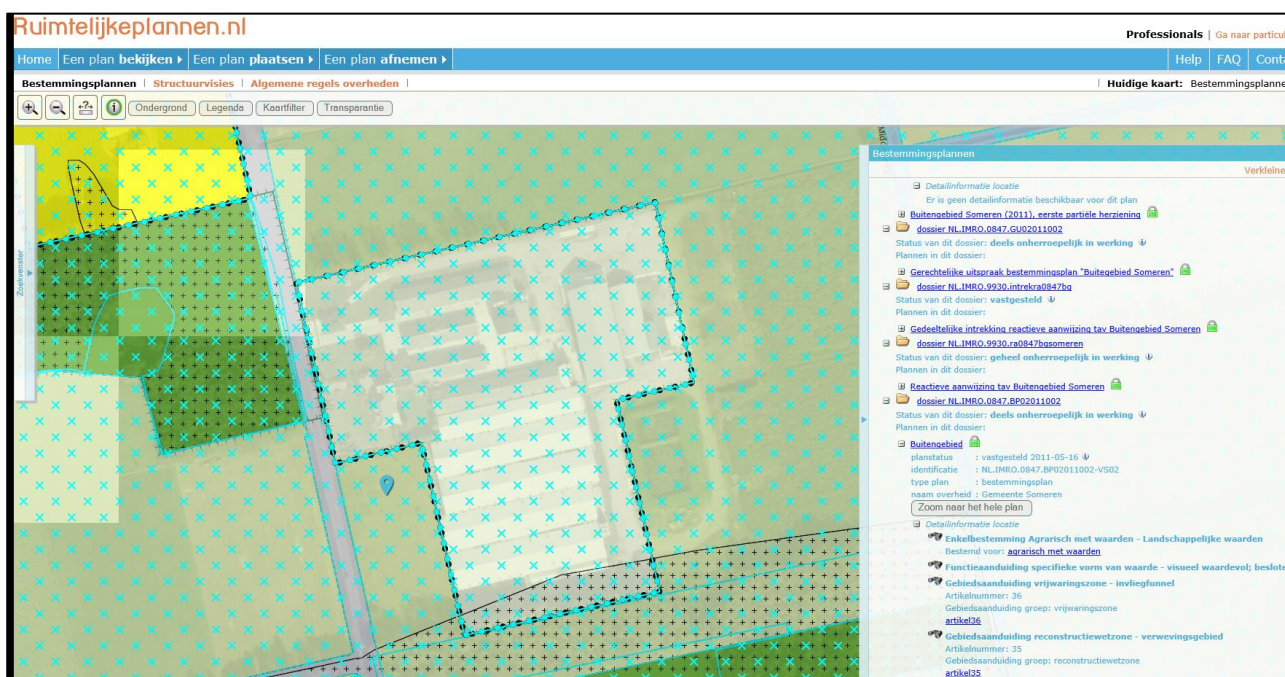 Ruimtelijkeplannen.nl
Professionals | Ga naar particul
Home Een plan bekijken Een plan plaatsen Een plan afnemen Help FAQ Conta
Bestemmingsplannen | Structuurvisies | Algemene regels overheden | | Huidige kaart: Bestemmingsplanne
Ondergrond Legenda Kaartfilter Transparantie
Zoekvenster
Bestemmingsplannen
Verkleine
Detailinformatie locatie
Er is geen detailinformatie beschikbaar voor dit plan
Buitengebied Someren (2011), eerste partiële herziening
dossier NL.IMRO.0847.GU02011002
Status van dit dossier: deels onherroepelijk in werking
Plannen in dit dossier:
Gerechtelijke uitspraak bestemmingsplan "Buitegebied Someren"
dossier NL.IMRO.9930.intrekra0847bg
Status van dit dossier: vastgesteld
Plannen in dit dossier:
Gedeeltelijke intrekking reactieve aanwijzing tav Buitengebied Someren
dossier NL.IMRO.9930.ra0847bgsomeren
Status van dit dossier: geheel onherroepelijk in werking
Plannen in dit dossier:
Reactieve aanwijzing tav Buitengebied Someren
dossier NL.IMRO.0847.BP02011002
Status van dit dossier: deels onherroepelijk in werking
Plannen in dit dossier:
Buitengebied
planstatus : vastgesteld 2011-05-16
identificatie : NL.IMRO.0847.BP02011002-VS02
type plan : bestemmingsplan
naam overheid : Gemeente Someren
Zoom naar het hele plan
Detailinformatie locatie
Enkelbestemming Agrarisch met waarden - Landschappelijke waarden
Bestemd voor: agrarisch met waarden
Functieaanduiding specifieke vorm van waarde - visueel waardevol; beslote
Gebiedsaanduiding vrijwaringszone - invliegfunnel
Artikelnummer: 36
Gebiedsaanduiding groep: vrijwaringszone
artikel36
Gebiedsaanduiding reconstructiewetzone - verwevingsgebied
Artikelnummer: 35
Gebiedsaanduiding groep: reconstructiewetzone
artikel35